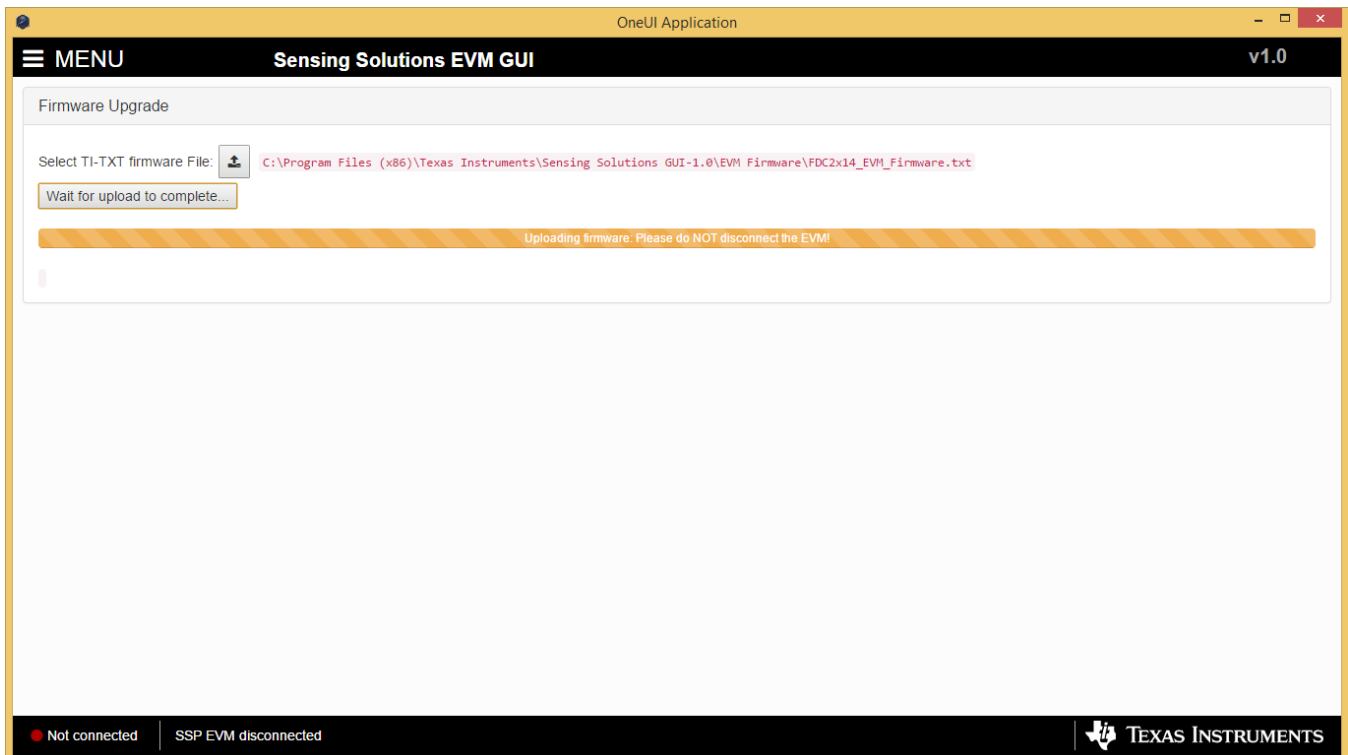 OneUI Application
MENU
Sensing Solutions EVM GUI
v1.0
Firmware Upgrade
Select TI-TXT firmware File: C:\Program Files (x86)\Texas Instruments\Sensing Solutions GUI-1.0\EVM Firmware\FDC2x14_EVM_Firmware.txt
Wait for upload to complete...
Uploading firmware. Please do NOT disconnect the EVM!
Not connected
SSP EVM disconnected
TEXAS INSTRUMENTS